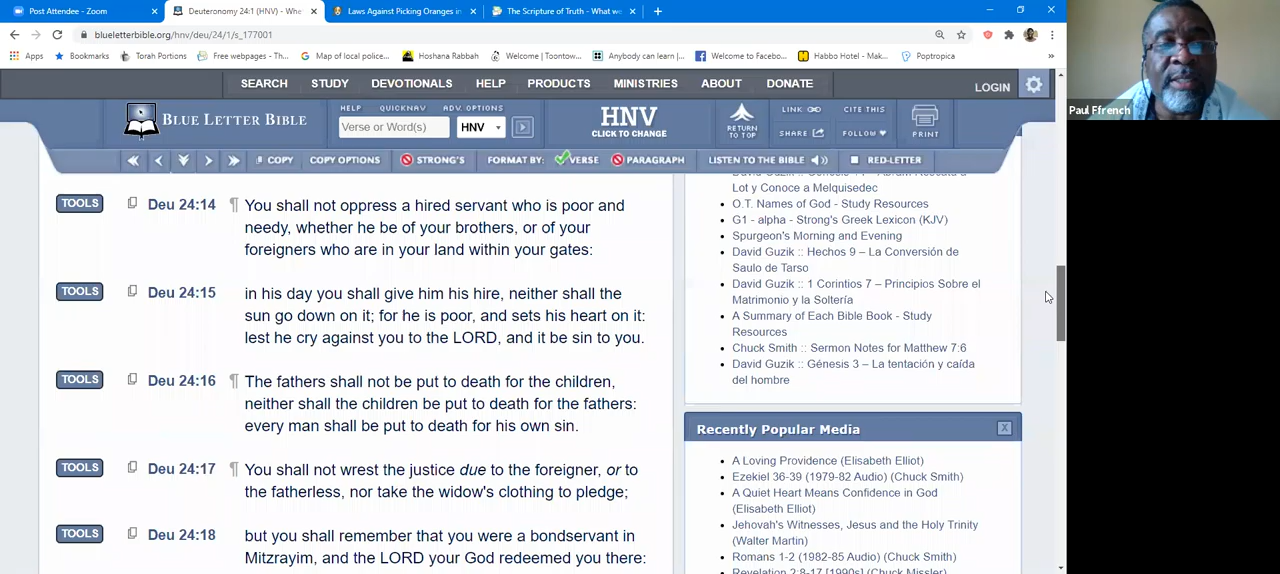 Post Attendee - Zoom
Deuteronomy 24:1 (HNV) - Whe
Laws Against Picking Oranges in
The Scripture of Truth - What we
blueletterbible.org/hnv/deu/24/1/s_177001
Apps
Bookmarks
Torah Portions
Free webpages - Th...
Map of local police...
Hoshana Rabbah
Welcome | Toontow...
Anybody can learn |...
Welcome to Facebo...
Habbo Hotel - Mak...
Poptropica
Paul Ffrench
SEARCH STUDY DEVOTIONALS HELP PRODUCTS MINISTRIES ABOUT DONATE
LOGIN
BLUE LETTER BIBLE
HELP QUICKNAV ADV. OPTIONS
Verse or Word(s)
HNV
HNV
CLICK TO CHANGE
RETURN
TO TOP
LINK
CITE THIS
SHARE
FOLLOW
PRINT
COPY COPY OPTIONS STRONG'S FORMAT BY: VERSE PARAGRAPH LISTEN TO THE BIBLE RED-LETTER
TOOLS Deu 24:14 ¶ You shall not oppress a hired servant who is poor and
needy, whether he be of your brothers, or of your
foreigners who are in your land within your gates:
TOOLS Deu 24:15 in his day you shall give him his hire, neither shall the
sun go down on it; for he is poor, and sets his heart on it:
lest he cry against you to the LORD, and it be sin to you.
TOOLS Deu 24:16 ¶ The fathers shall not be put to death for the children,
neither shall the children be put to death for the fathers:
every man shall be put to death for his own sin.
TOOLS Deu 24:17 ¶ You shall not wrest the justice due to the foreigner, or to
the fatherless, nor take the widow's clothing to pledge;
TOOLS Deu 24:18 but you shall remember that you were a bondservant in
Mitzrayim, and the LORD your God redeemed you there:
Lot y Conoce a Melquisedec
O.T. Names of God - Study Resources
G1 - alpha - Strong's Greek Lexicon (KJV)
Spurgeon's Morning and Evening
David Guzik :: Hechos 9 – La Conversión de
Saulo de Tarso
David Guzik :: 1 Corintios 7 – Principios Sobre el
Matrimonio y la Soltería
A Summary of Each Bible Book - Study
Resources
Chuck Smith :: Sermon Notes for Matthew 7:6
David Guzik :: Génesis 3 – La tentación y caída
del hombre
Recently Popular Media
A Loving Providence (Elisabeth Elliot)
Ezekiel 36-39 (1979-82 Audio) (Chuck Smith)
A Quiet Heart Means Confidence in God
(Elisabeth Elliot)
Jehovah's Witnesses, Jesus and the Holy Trinity
(Walter Martin)
Romans 1-2 (1982-85 Audio) (Chuck Smith)
Revelation 2:8-17 [1990s] (Chuck Missler)